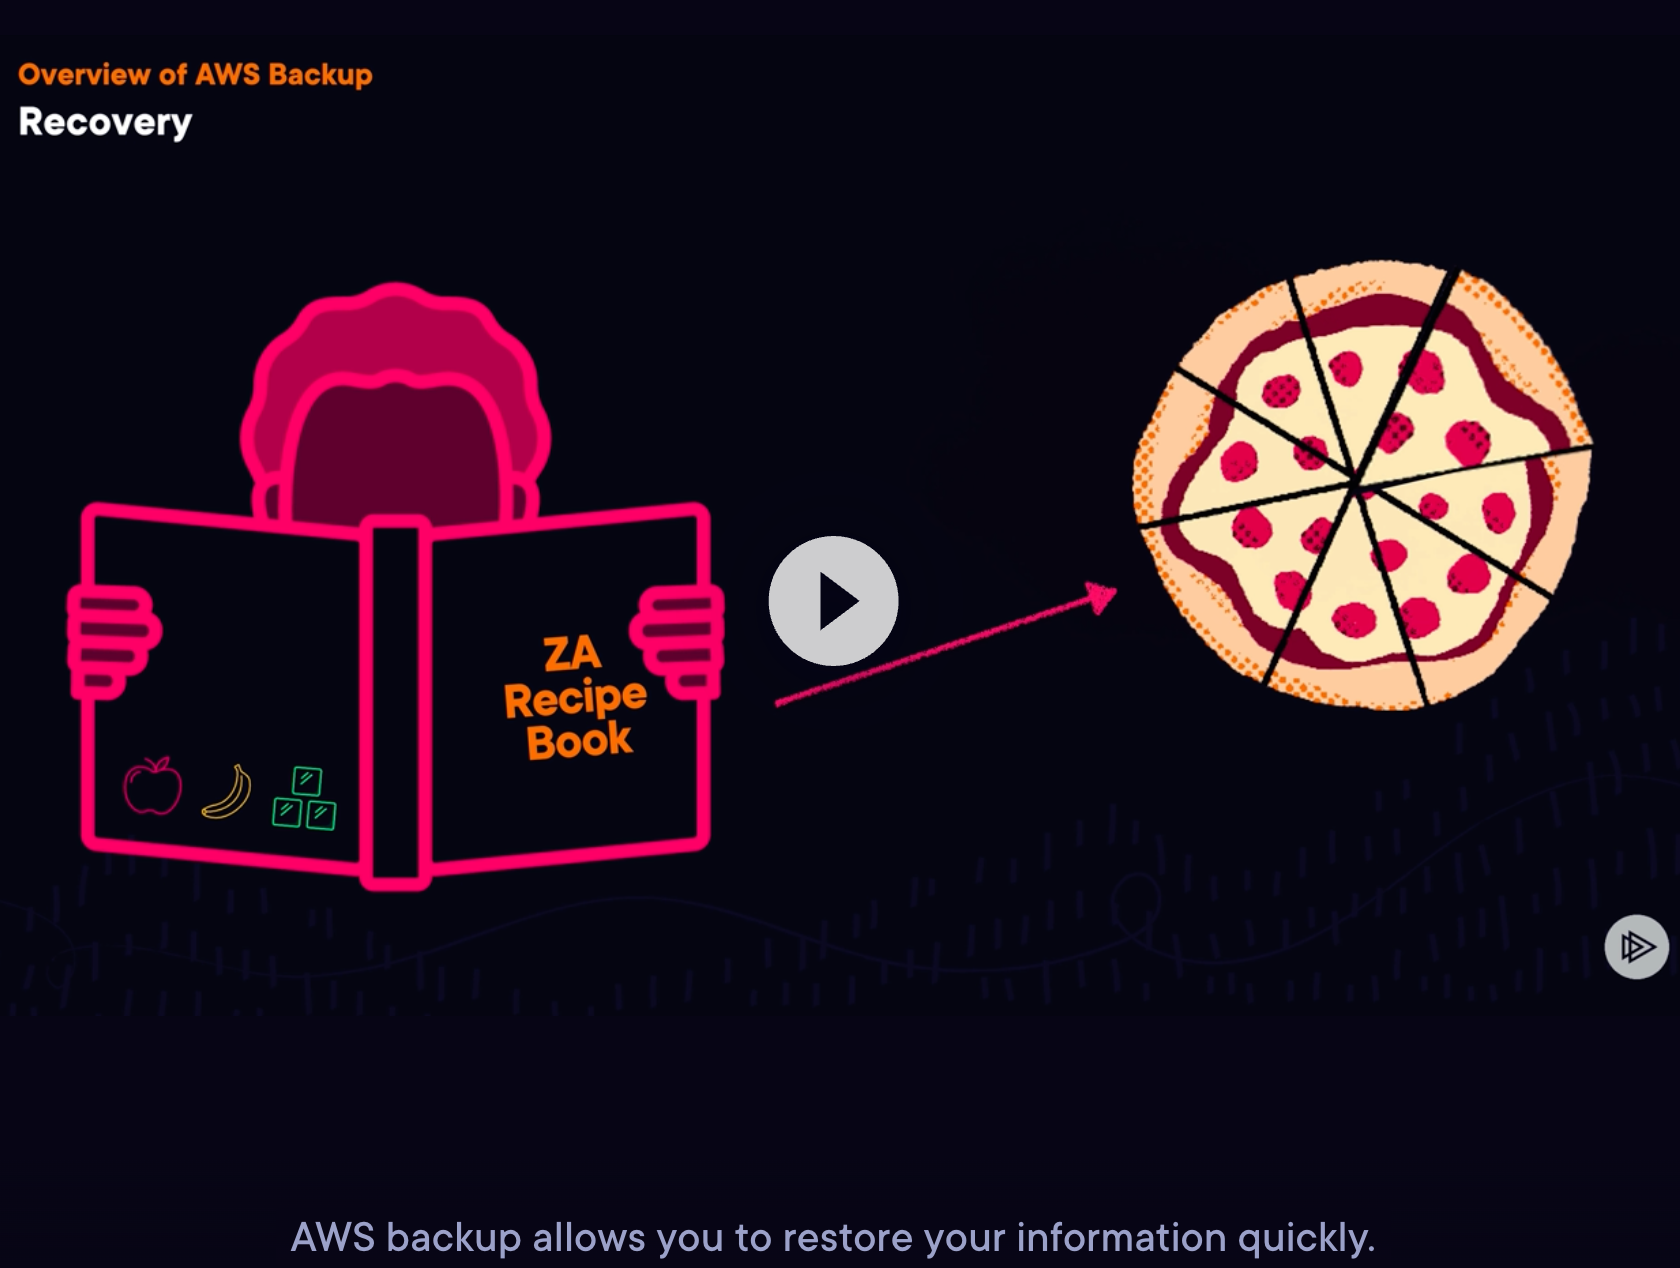 Overview of AWS Backup
Recovery
ZA
Recipe
Book
AWS backup allows you to restore your information quickly.